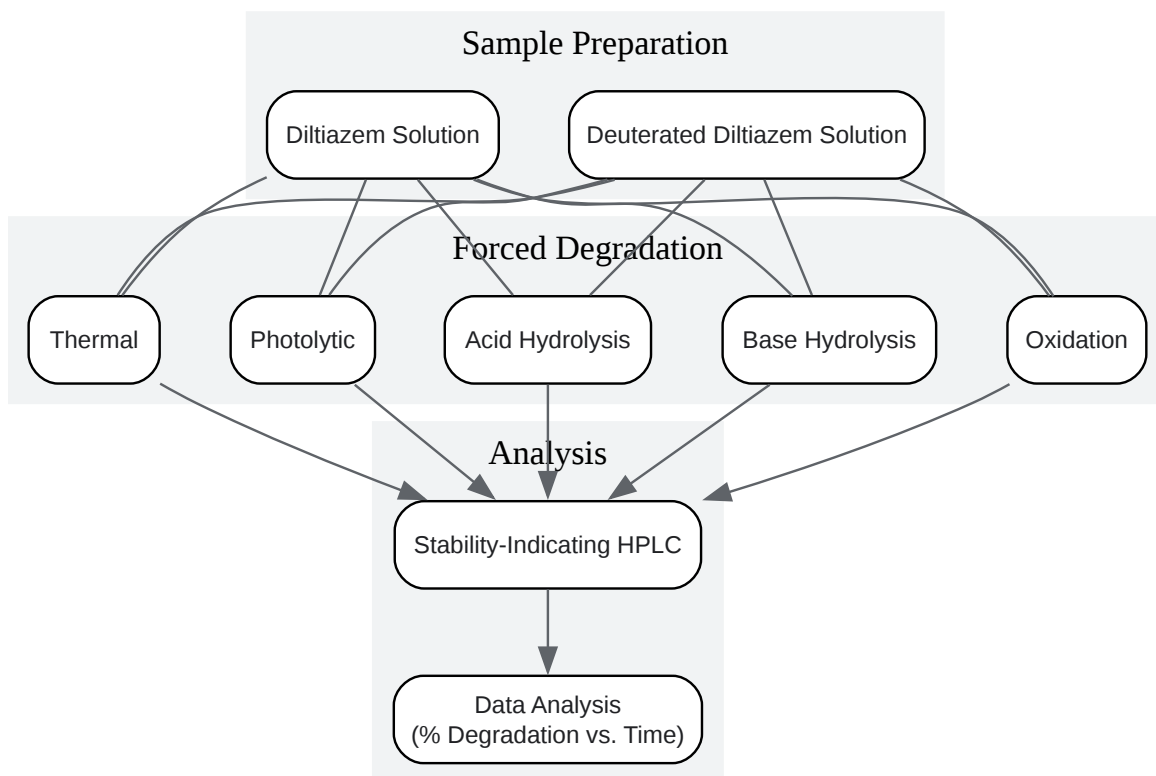 Sample Preparation
Diltiazem Solution
Deuterated Diltiazem Solution
Forced Degradation
Thermal
Photolytic
Acid Hydrolysis
Base Hydrolysis
Oxidation
Analysis
Stability-Indicating HPLC
Data Analysis
(% Degradation vs. Time)